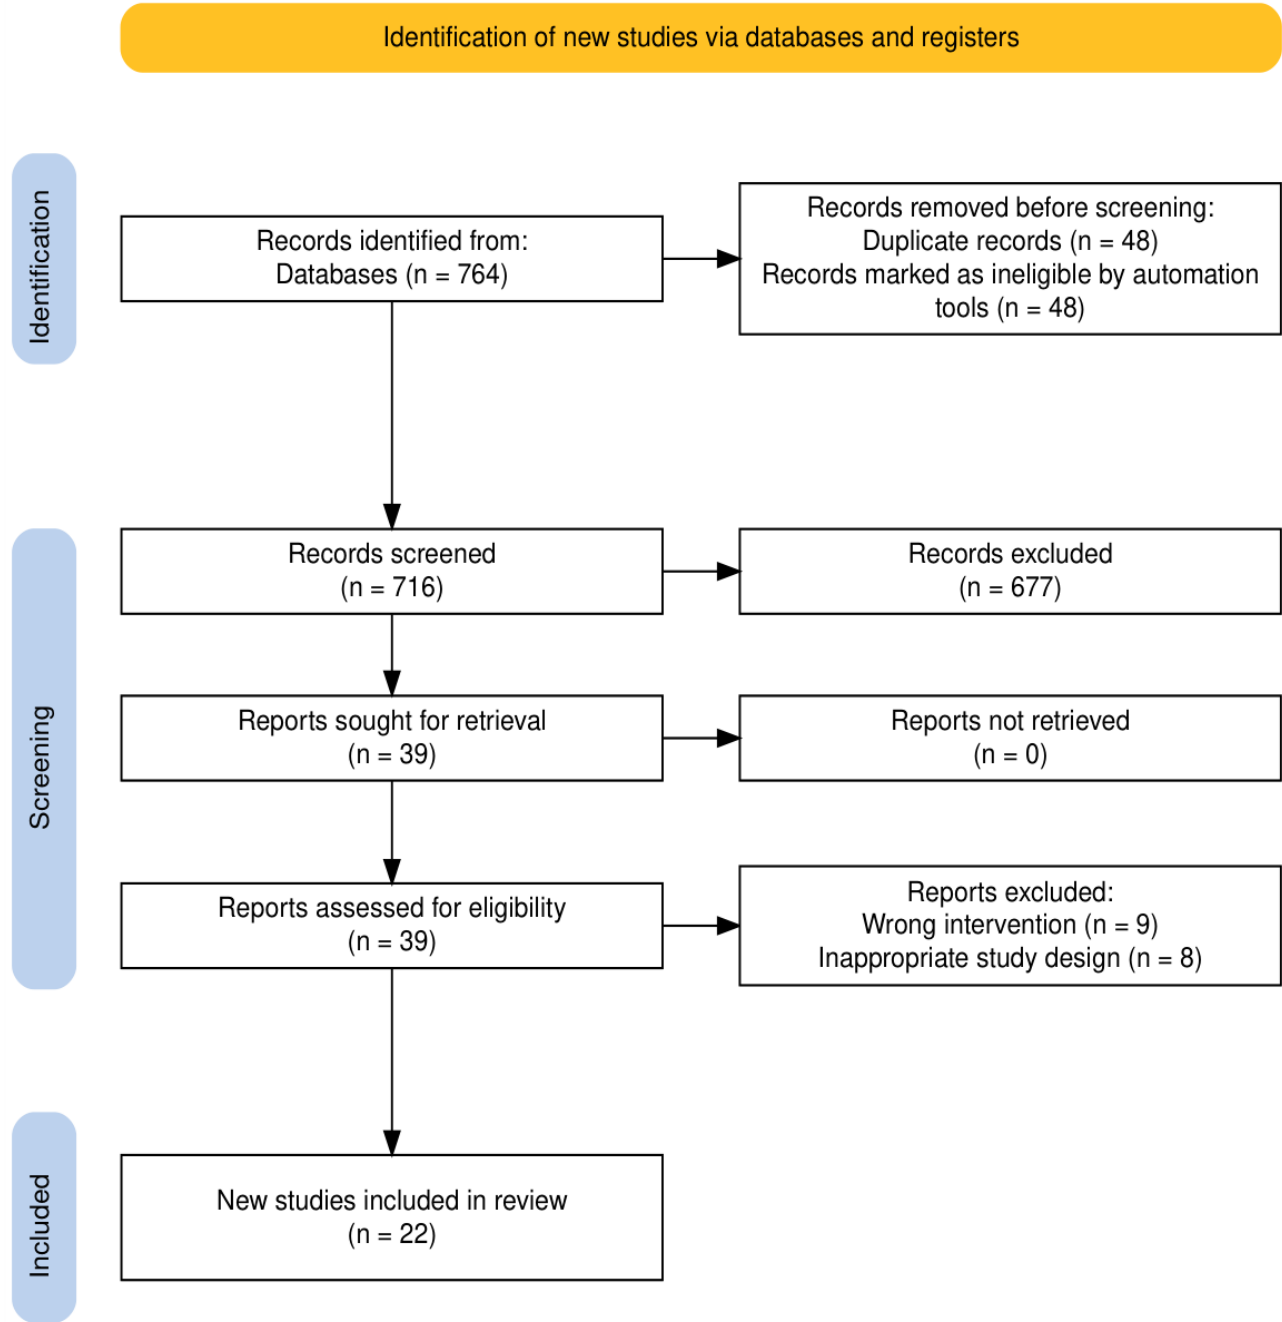 Identification of new studies via databases and registers
Identification
Records identified from:
Databases (n = 764)
Records removed before screening:
Duplicate records (n = 48)
Records marked as ineligible by automation
tools (n = 48)
Screening
Records screened
(n = 716)
Records excluded
(n = 677)
Reports sought for retrieval
(n = 39)
Reports not retrieved
(n = 0)
Reports assessed for eligibility
(n = 39)
Reports excluded:
Wrong intervention (n = 9)
Inappropriate study design (n = 8)
Included
New studies included in review
(n = 22)